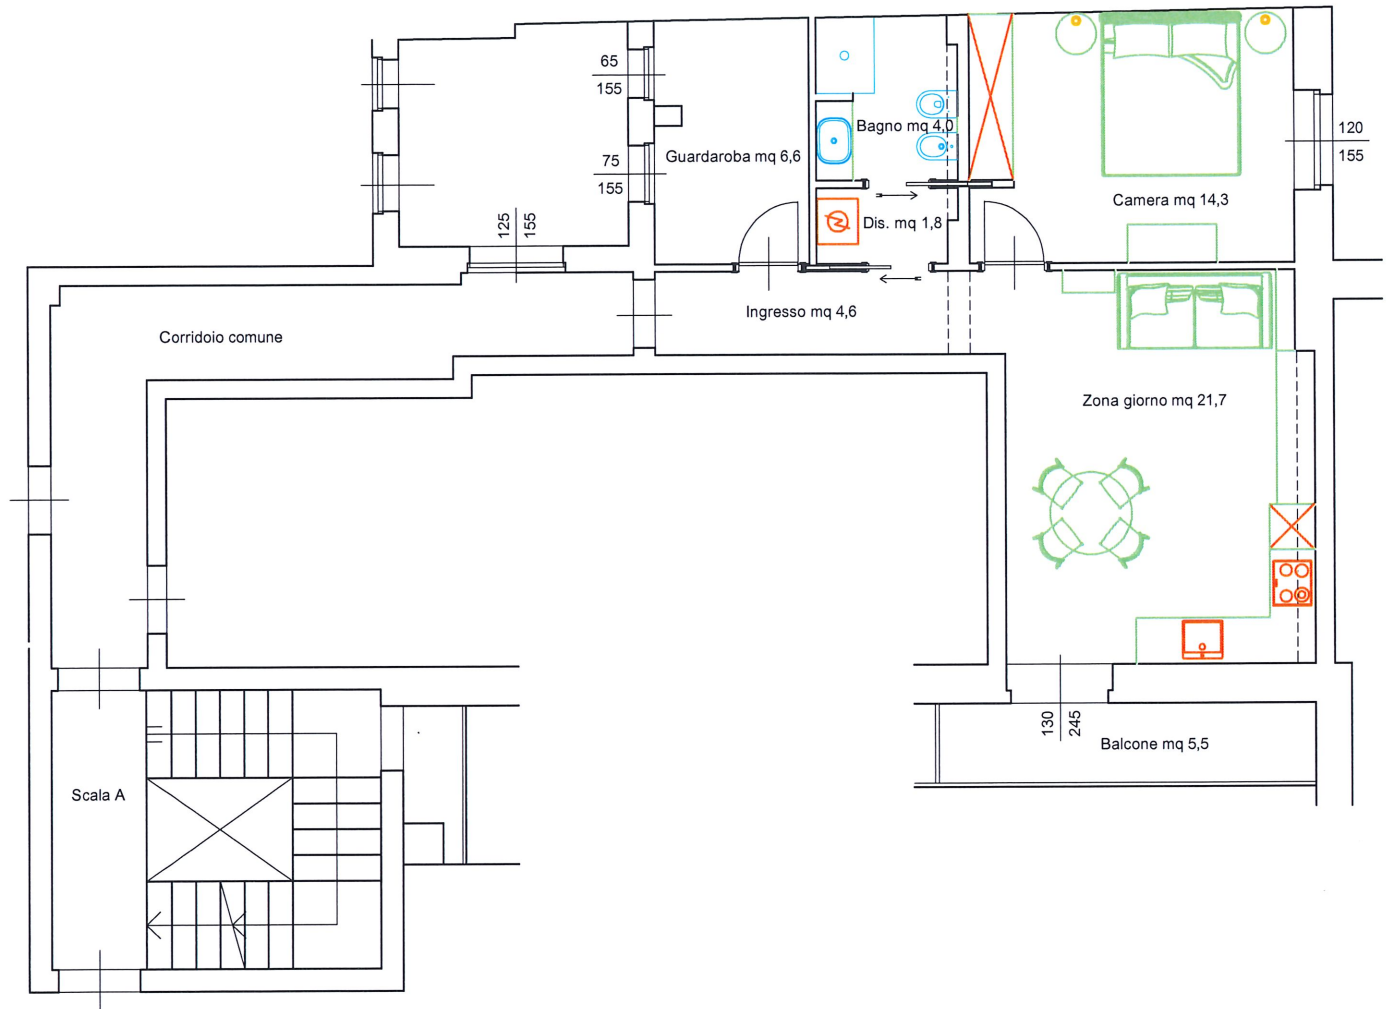 65
155
75
155
125
155
Guardaroba mq 6,6
Bagno mq 4,0
Dis. mq 1,8
Camera mq 14,3
120
155
Corridoio comune
Ingresso mq 4,6
Zona giorno mq 21,7
130
245
Balcone mq 5,5
Scala A